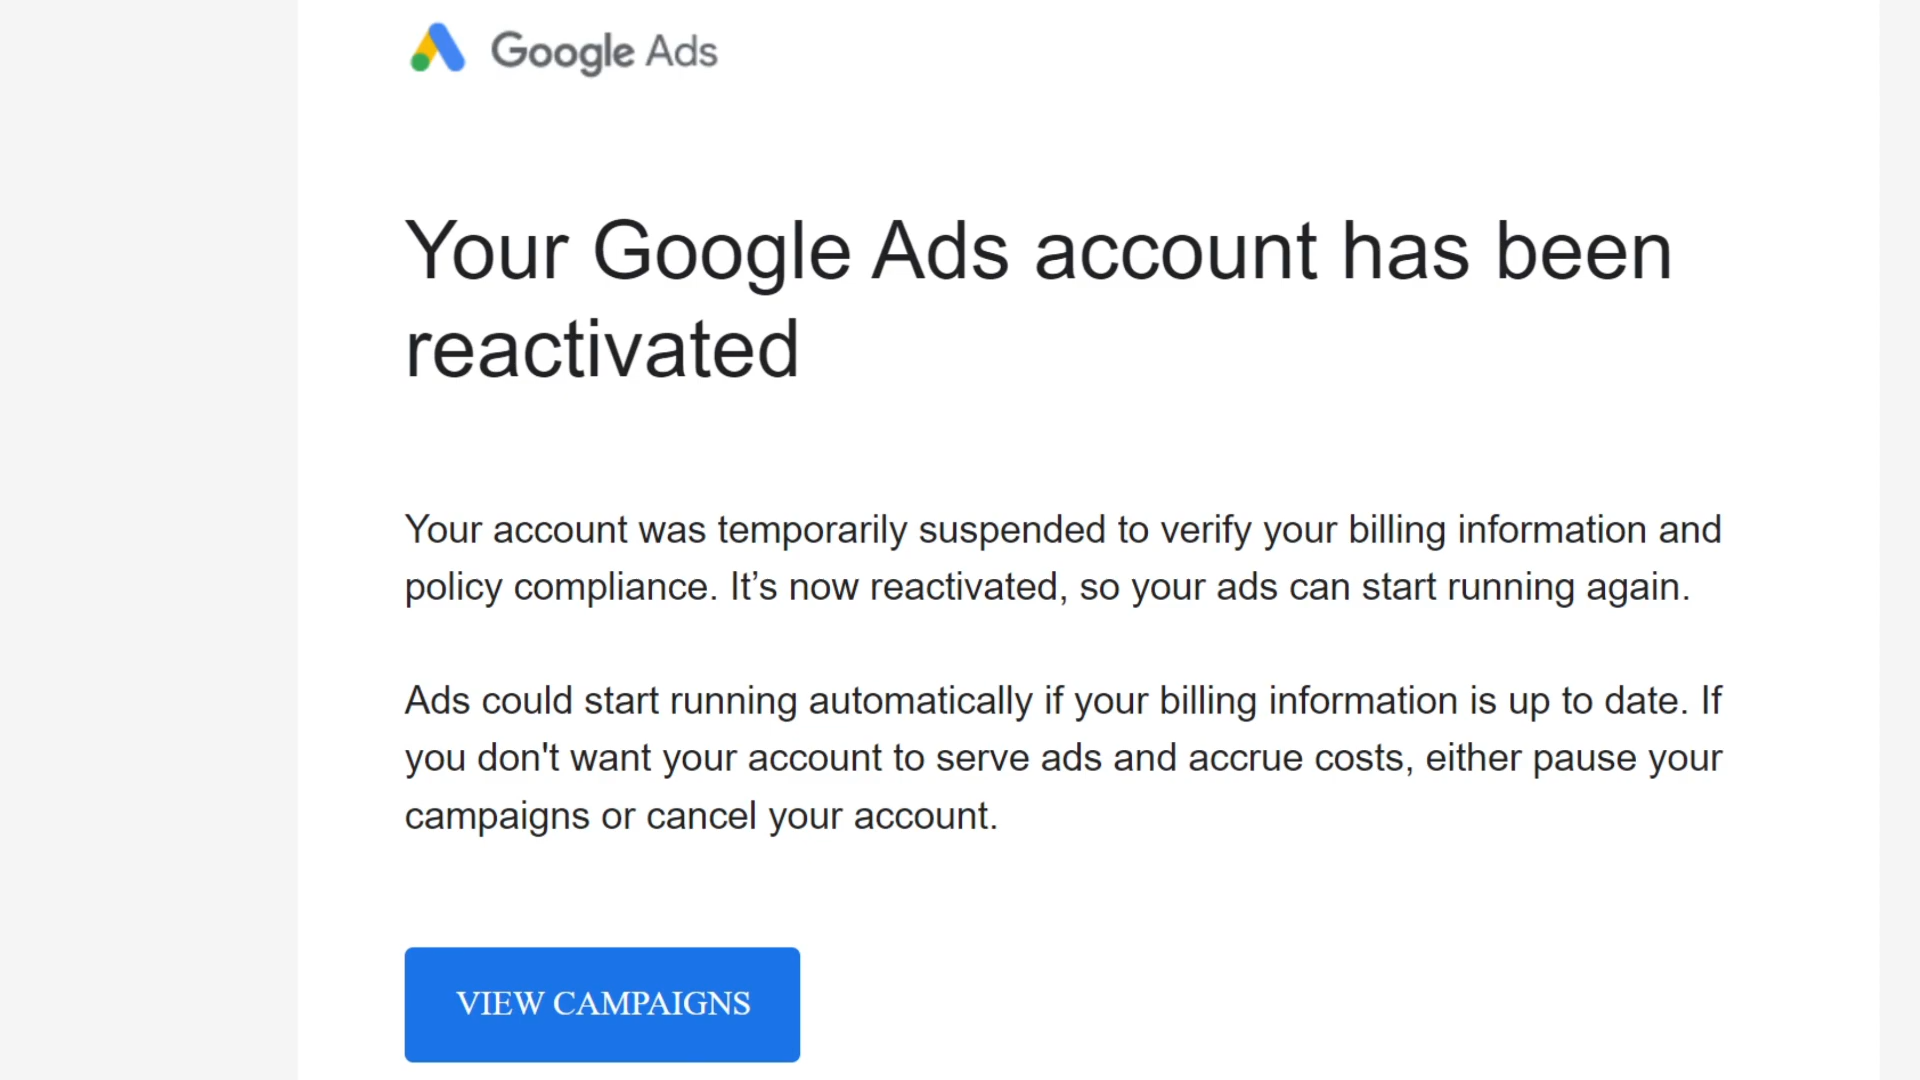 Google Ads
Your Google Ads account has been
reactivated
Your account was temporarily suspended to verify your billing information and
policy compliance. It’s now reactivated, so your ads can start running again.
Ads could start running automatically if your billing information is up to date. If
you don't want your account to serve ads and accrue costs, either pause your
campaigns or cancel your account.
VIEW CAMPAIGNS